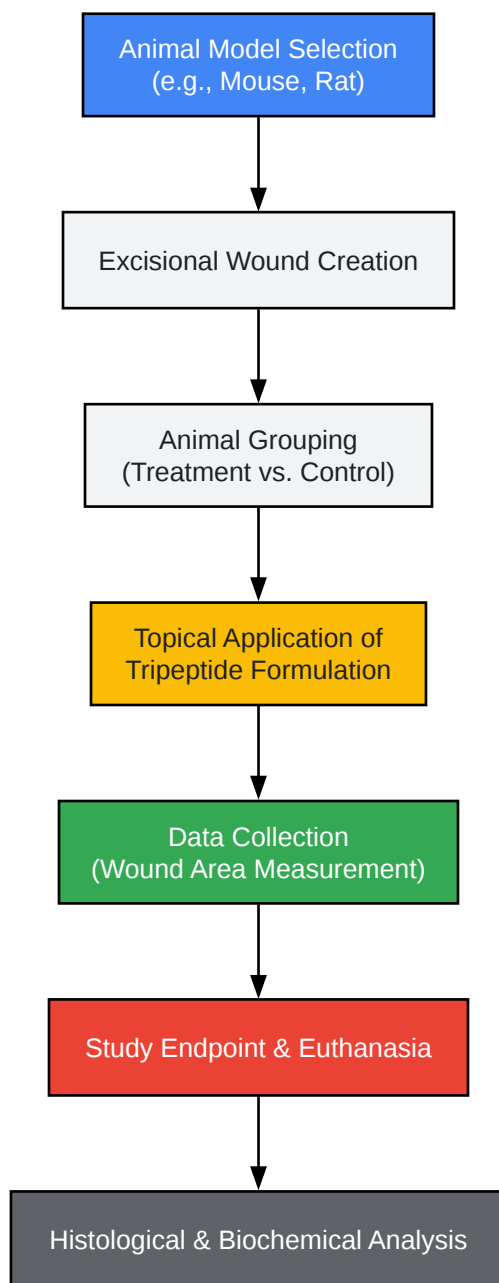 Animal Model Selection
(e.g., Mouse, Rat)
Excisional Wound Creation
Animal Grouping
(Treatment vs. Control)
Topical Application of
Tripeptide Formulation
Data Collection
(Wound Area Measurement)
Study Endpoint & Euthanasia
Histological & Biochemical Analysis